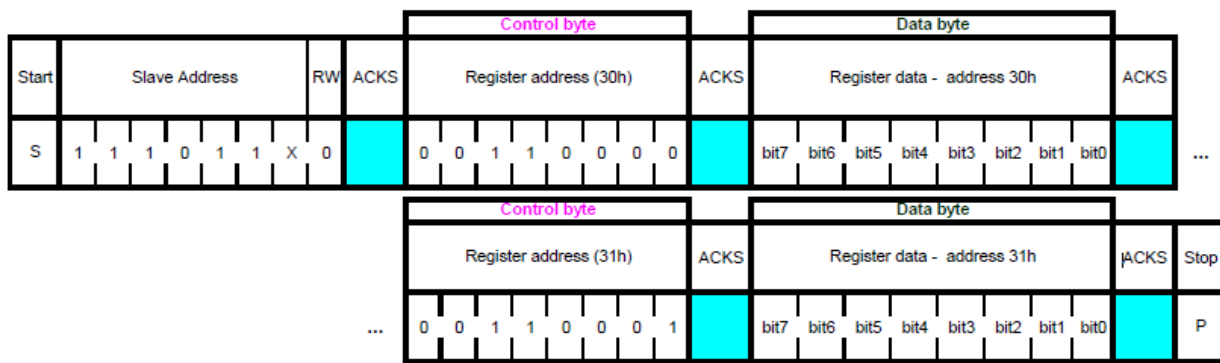 Control byte Data byte
Start Slave Address RW ACKS Register address (30h) ACKS Register data - address 30h ACKS
S 1 1 1 0 1 1 X 0 0 0 1 1 0 0 0 0 bit7 bit6 bit5 bit4 bit3 bit2 bit1 bit0 ...
Control byte Data byte
Register address (31h) ACKS Register data - address 31h ACKS Stop
... 0 0 1 1 0 0 0 1 bit7 bit6 bit5 bit4 bit3 bit2 bit1 bit0 P